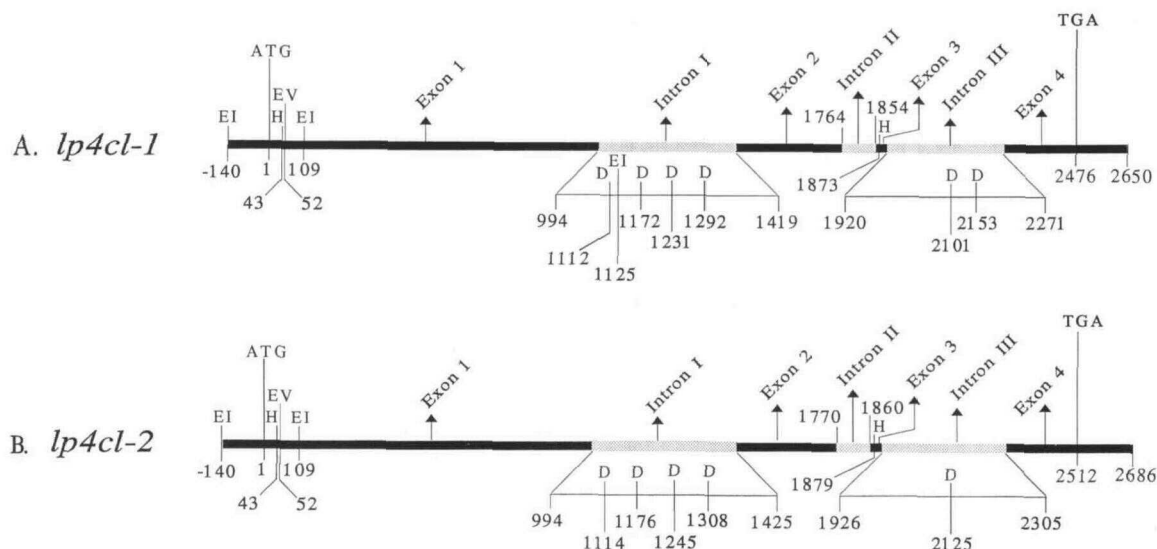 A. lp4cl-1
EI
ATG
H
EV
EI
Exon 1
Intron I
Exon 2
Intron II
Exon 3
Intron III
Exon 4
TGA
1764
1854
H
-140
1
109
43
52
D
EI
D
D
D
994
1112
1125
1172
1231
1292
1419
1873
D
D
1920
2101
2153
2271
2476
2650
B. lp4cl-2
EI
ATG
H
EV
EI
Exon 1
Intron I
Exon 2
Intron II
Exon 3
Intron III
Exon 4
TGA
1770
1860
H
-140
1
109
43
52
D
D
D
D
994
1114
1176
1245
1308
1425
1879
D
1926
2125
2305
2512
2686